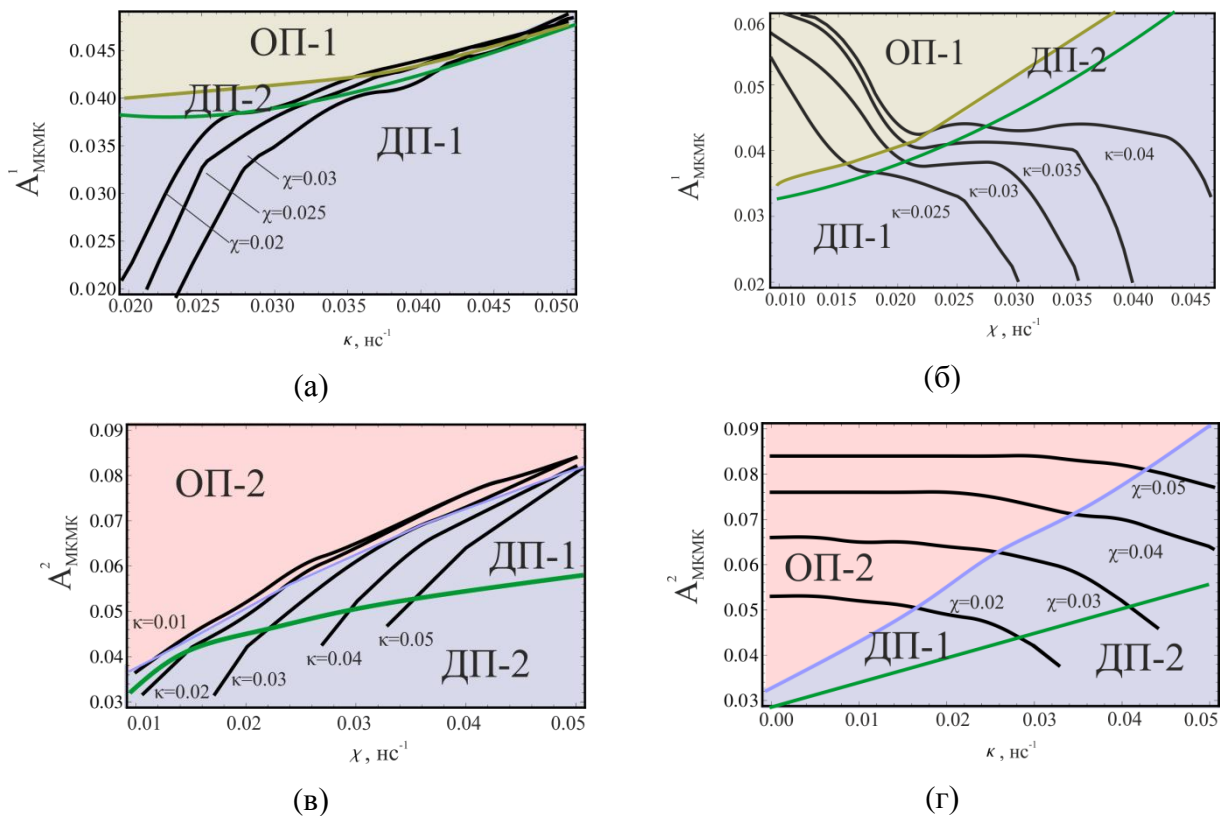 ОП-1
ДП-2
ДП-1
χ=0.03
χ=0.025
χ=0.02
A¹МКМК
0.045
0.040
0.035
0.030
0.025
0.020
0.020 0.025 0.030 0.035 0.040 0.045 0.050
κ, нс⁻¹
(а)
ОП-1
ДП-2
ДП-1
κ=0.04
κ=0.035
κ=0.03
κ=0.025
A¹МКМК
0.06
0.05
0.04
0.03
0.02
0.010 0.015 0.020 0.025 0.030 0.035 0.040 0.045
χ, нс⁻¹
(б)
ОП-2
ДП-1
ДП-2
κ=0.01
κ=0.02
κ=0.03
κ=0.04
κ=0.05
A²МКМК
0.09
0.08
0.07
0.06
0.05
0.04
0.03
0.01 0.02 0.03 0.04 0.05
χ, нс⁻¹
(в)
ОП-2
ДП-1
ДП-2
χ=0.05
χ=0.04
χ=0.03
χ=0.02
A²МКМК
0.09
0.08
0.07
0.06
0.05
0.04
0.03
0.00 0.01 0.02 0.03 0.04 0.05
κ, нс⁻¹
(г)